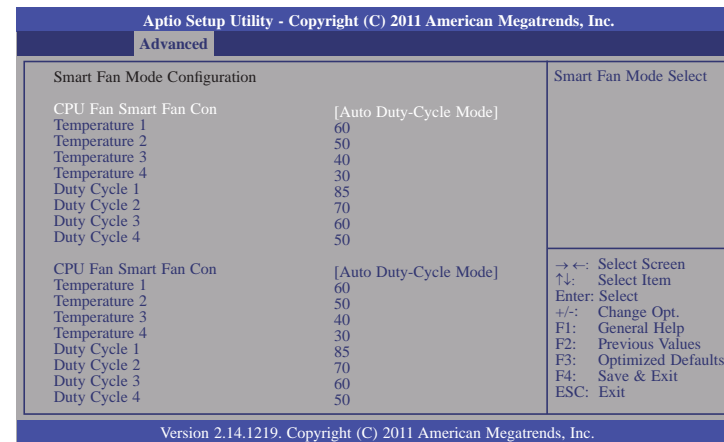 Aptio Setup Utility - Copyright (C) 2011 American Megatrends, Inc.
Advanced
Smart Fan Mode Configuration
CPU Fan Smart Fan Con [Auto Duty-Cycle Mode]
Temperature 1 60
Temperature 2 50
Temperature 3 40
Temperature 4 30
Duty Cycle 1 85
Duty Cycle 2 70
Duty Cycle 3 60
Duty Cycle 4 50
CPU Fan Smart Fan Con [Auto Duty-Cycle Mode]
Temperature 1 60
Temperature 2 50
Temperature 3 40
Temperature 4 30
Duty Cycle 1 85
Duty Cycle 2 70
Duty Cycle 3 60
Duty Cycle 4 50
Smart Fan Mode Select
→←: Select Screen
↑↓: Select Item
Enter: Select
+/-: Change Opt.
F1: General Help
F2: Previous Values
F3: Optimized Defaults
F4: Save & Exit
ESC: Exit
Version 2.14.1219. Copyright (C) 2011 American Megatrends, Inc.